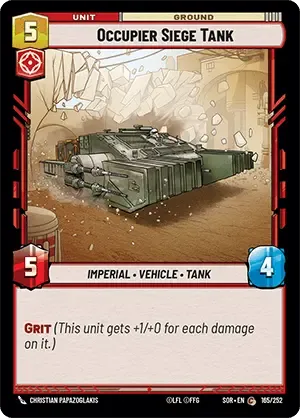 UNIT GROUND
5 OCCUPIER SIEGE TANK
5 4
IMPERIAL • VEHICLE • TANK
GRIT (This unit gets +1/+0 for each damage
on it.)
CHRISTIAN PAPAZOGLAKIS ©LFL ©FFG SOR • EN C 165/252